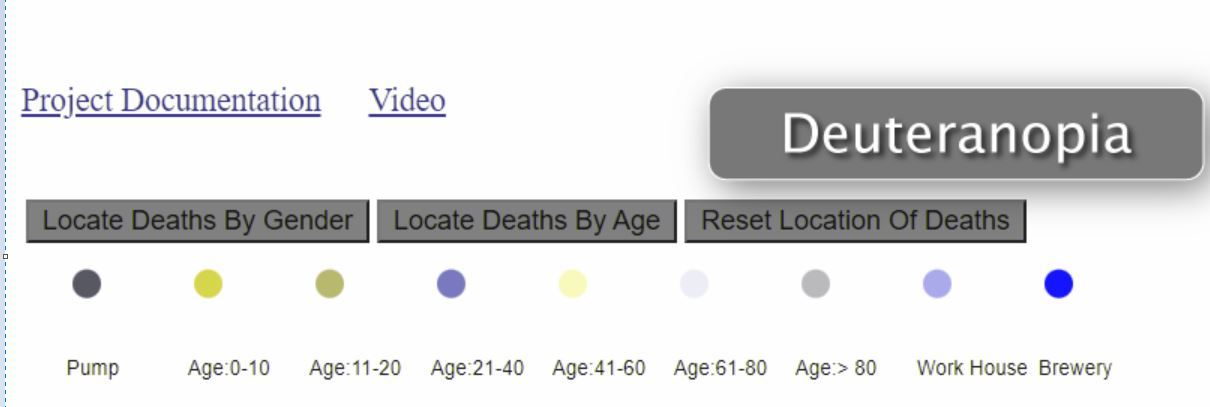 Project Documentation Video
Deuteranopia
Locate Deaths By Gender Locate Deaths By Age Reset Location Of Deaths
Pump Age:0-10 Age:11-20 Age:21-40 Age:41-60 Age:61-80 Age:> 80 Work House Brewery